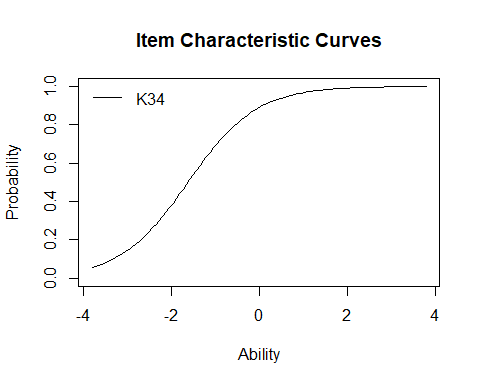 Item Characteristic Curves
K34
Probability
0.0 0.2 0.4 0.6 0.8 1.0
-4 -2 0 2 4
Ability